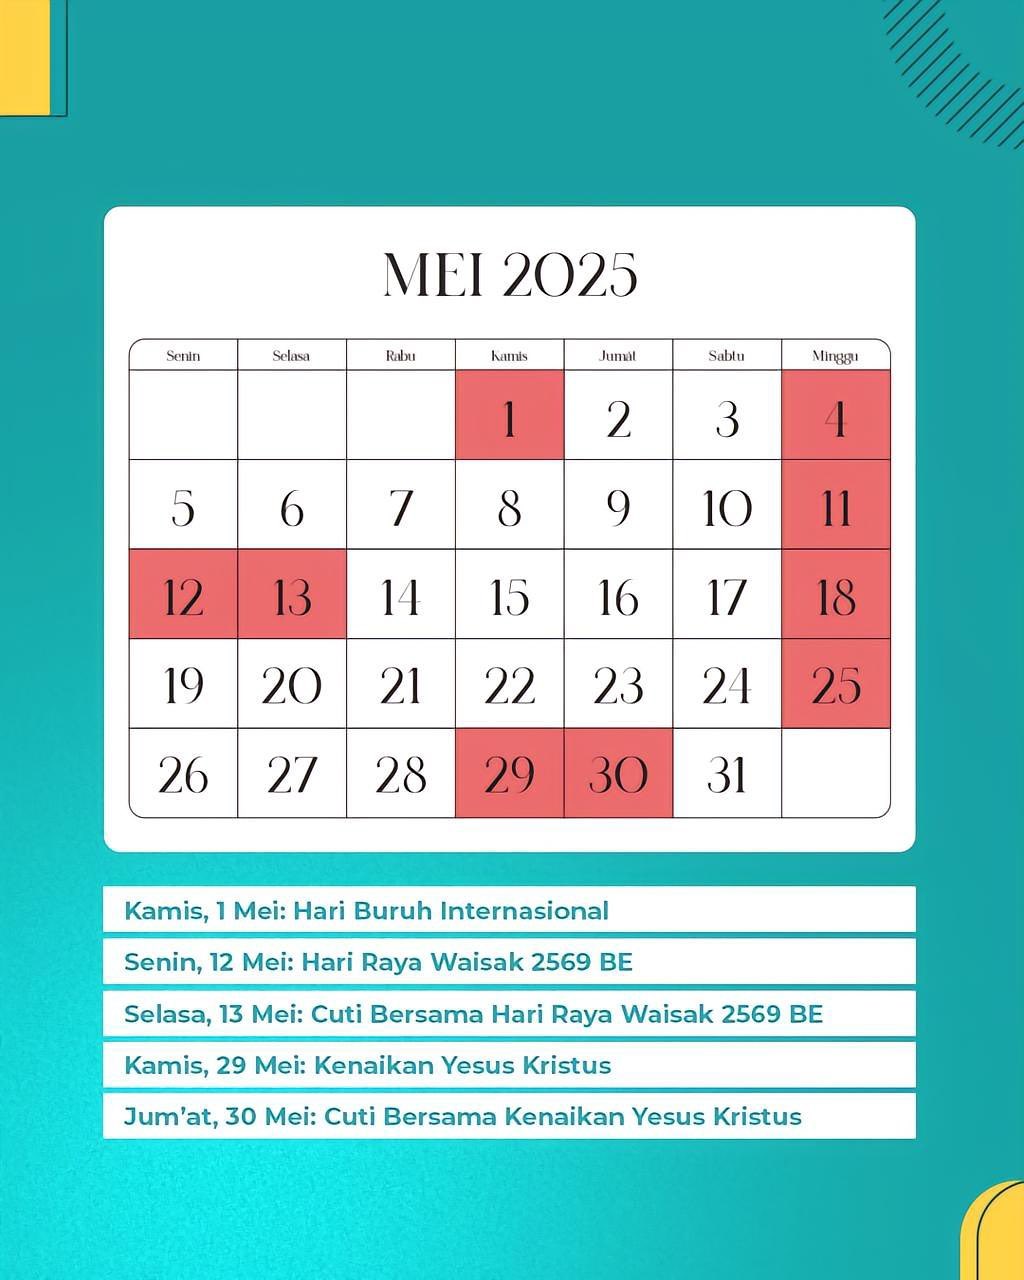 MEI 2025
Senin Selasa Rabu Kamis Jumat Sabtu Minggu
1 2 3 4
5 6 7 8 9 10 11
12 13 14 15 16 17 18
19 20 21 22 23 24 25
26 27 28 29 30 31
Kamis, 1 Mei: Hari Buruh Internasional
Senin, 12 Mei: Hari Raya Waisak 2569 BE
Selasa, 13 Mei: Cuti Bersama Hari Raya Waisak 2569 BE
Kamis, 29 Mei: Kenaikan Yesus Kristus
Jum’at, 30 Mei: Cuti Bersama Kenaikan Yesus Kristus